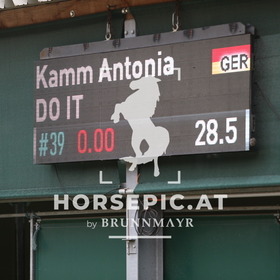 Kamm Antonia
GER
DO IT
#39 0.00 28.5
HORSEPIC.AT
by BRUNNMAYR